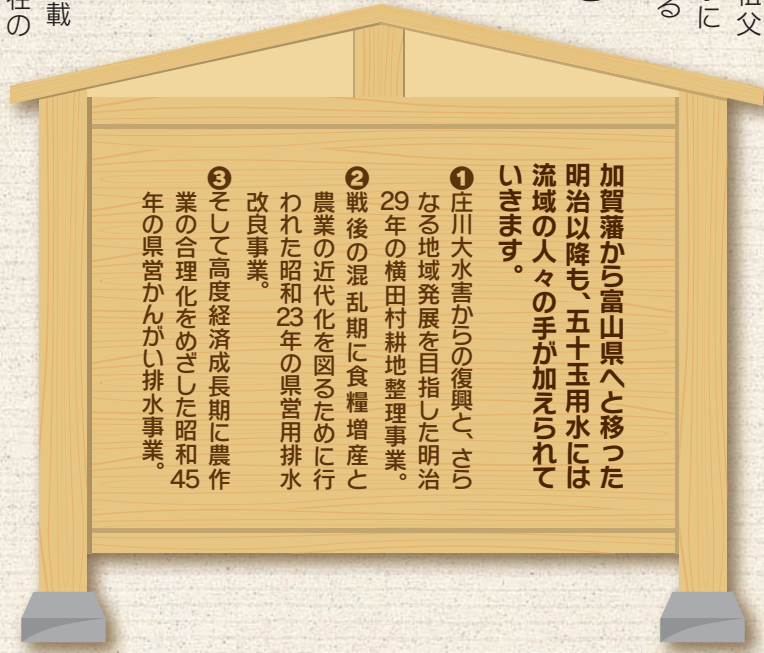 祖父
に
る
加賀藩から富山県へと移った
明治以降も、五十玉用水には
流域の人々の手が加えられて
いきます。
❶庄川大水害からの復興と、さら
なる地域発展を目指した明治
29年の横田村耕地整理事業。
❷戦後の混乱期に食糧増産と
農業の近代化を図るために行
われた昭和23年の県営用排水
改良事業。
❸そして高度経済成長期に農作
業の合理化をめざした昭和45
年の県営かんがい排水事業。
載
在の